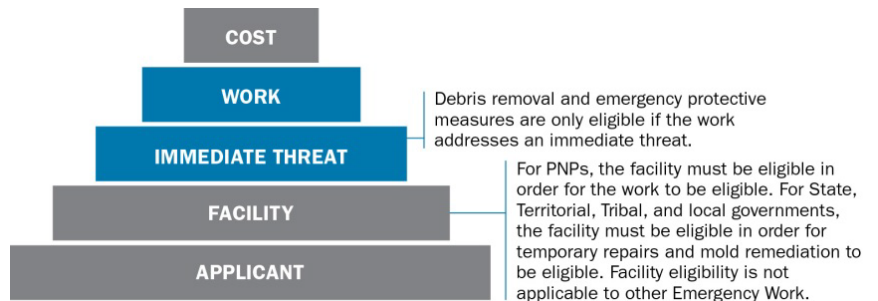 COST
WORK
IMMEDIATE THREAT
FACILITY
APPLICANT
Debris removal and emergency protective
measures are only eligible if the work
addresses an immediate threat.
For PNPs, the facility must be eligible in
order for the work to be eligible. For State,
Territorial, Tribal, and local governments,
the facility must be eligible in order for
temporary repairs and mold remediation to
be eligible. Facility eligibility is not
applicable to other Emergency Work.